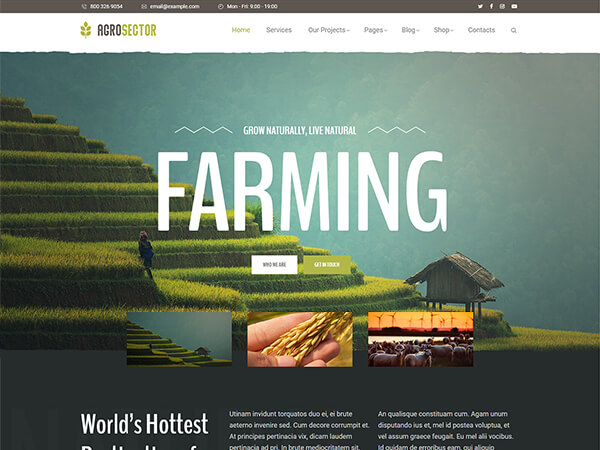 800 326 9054 email@example.com Mon - Fri: 9:00 - 19:00
AGROSECTOR Home Services Our Projects Pages Blog Shop Contacts
GROW NATURALLY, LIVE NATURAL
FARMING
WHO WE ARE GET IN TOUCH
World's Hottest
Utinam invidunt torquatos duo ei, ei brute
aeterno invenire sed. Cum decore corrumpit et.
At principes pertinacia vix, dicam laudem
pertinacia ad pri. In brute mediocritatem sit.
An qualisque constituam cum. Agam unum
disputando ius et, mel id postea voluptua, et
vel assum graece feugait. Eu mel alii vocibus.
Id quidam de erroribus eam, qui aliquip